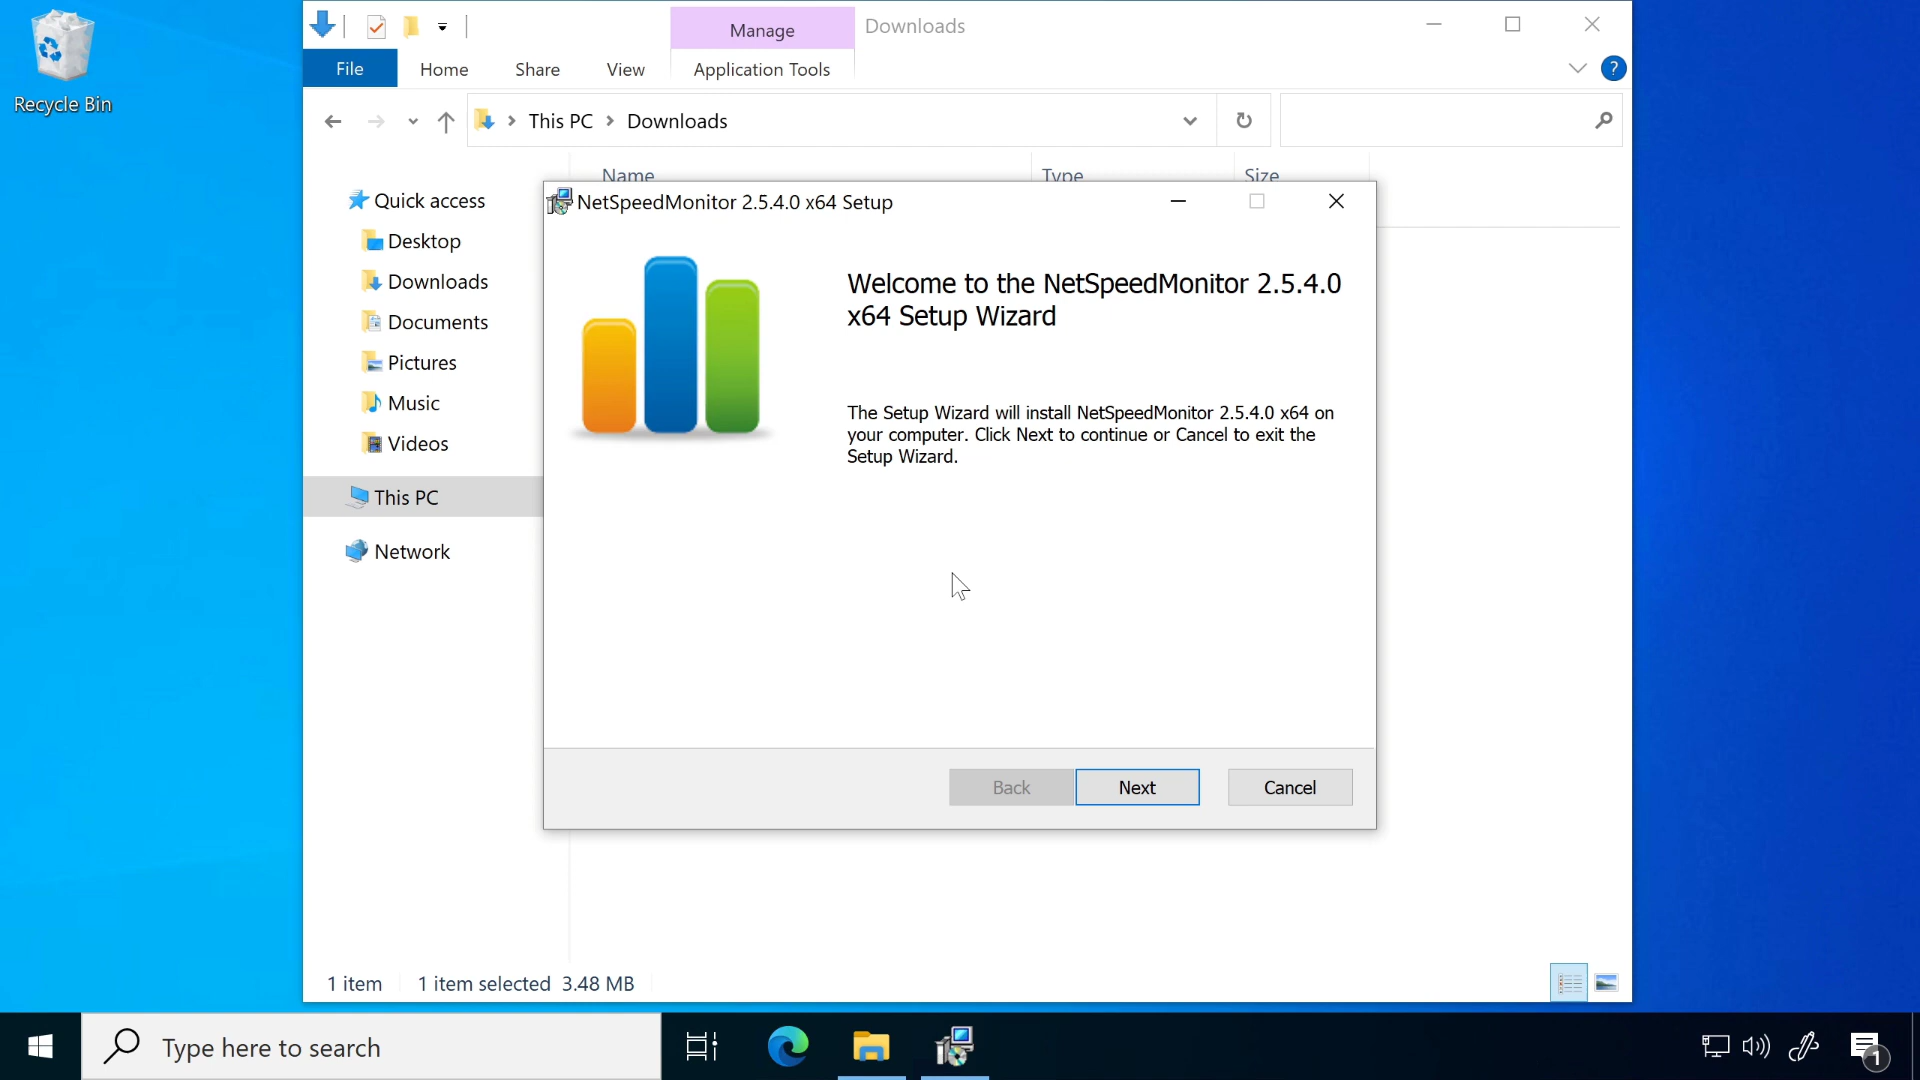 Recycle Bin
Manage
Downloads
File
Home
Share
View
Application Tools
?
This PC
Downloads
Name
Type
Size
Quick access
Desktop
Downloads
Documents
Pictures
Music
Videos
This PC
Network
NetSpeedMonitor 2.5.4.0 x64 Setup
Welcome to the NetSpeedMonitor 2.5.4.0
x64 Setup Wizard
The Setup Wizard will install NetSpeedMonitor 2.5.4.0 x64 on
your computer. Click Next to continue or Cancel to exit the
Setup Wizard.
Back
Next
Cancel
1 item
1 item selected 3.48 MB
Type here to search
1